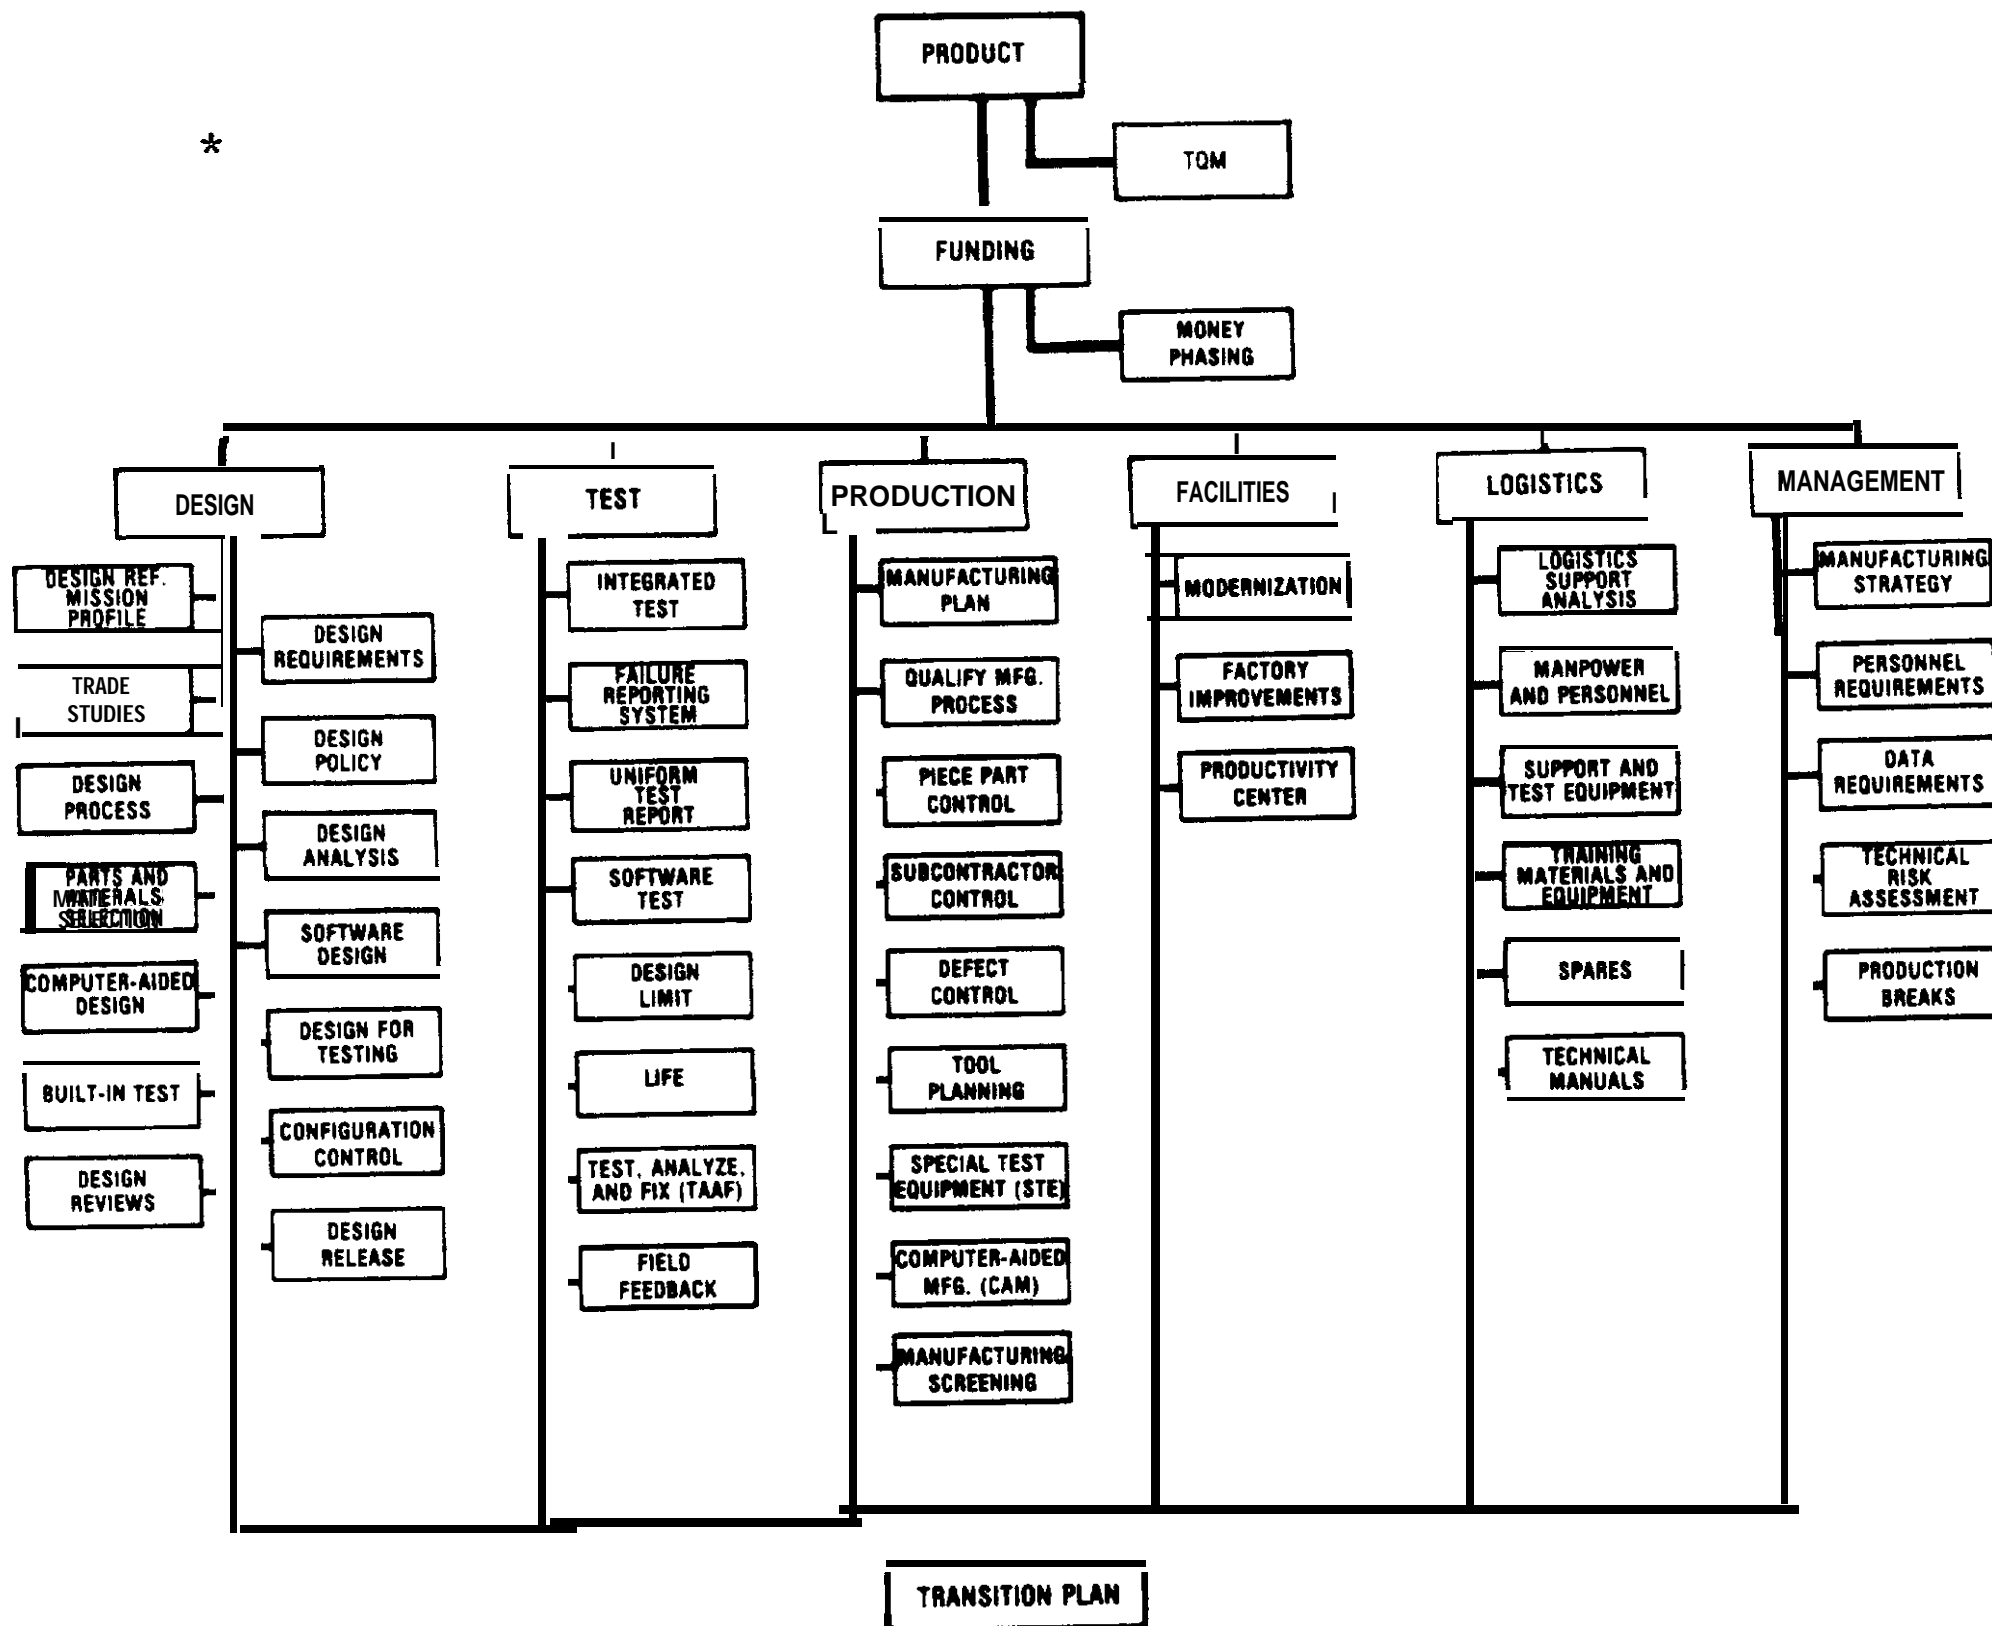 PRODUCT
*
TQM
FUNDING
MONEY
PHASING
DESIGN
TEST
PRODUCTION
FACILITIES
LOGISTICS
MANAGEMENT
DESIGN REF.
MISSION
PROFILE
TRADE
STUDIES
DESIGN
PROCESS
PARTS AND
MATERALS
SELECTION
COMPUTER-AIDED
DESIGN
BUILT-IN TEST
DESIGN
REVIEWS
DESIGN
REQUIREMENTS
DESIGN
POLICY
DESIGN
ANALYSIS
SOFTWARE
DESIGN
DESIGN FOR
TESTING
CONFIGURATION
CONTROL
DESIGN
RELEASE
INTEGRATED
TEST
FAILURE
REPORTING
SYSTEM
UNIFORM
TEST
REPORT
SOFTWARE
TEST
DESIGN
LIMIT
LIFE
TEST, ANALYZE,
AND FIX (TAAF)
FIELD
FEEDBACK
MANUFACTURING
PLAN
QUALIFY MFG.
PROCESS
PIECE PART
CONTROL
SUBCONTRACTOR
CONTROL
DEFECT
CONTROL
TOOL
PLANNING
SPECIAL TEST
EQUIPMENT (STE)
COMPUTER-AIDED
MFG. (CAM)
MANUFACTURING
SCREENING
MODERNIZATION
FACTORY
IMPROVEMENTS
PRODUCTIVITY
CENTER
LOGISTICS
SUPPORT
ANALYSIS
MANPOWER
AND PERSONNEL
SUPPORT AND
TEST EQUIPMENT
TRAINING
MATERIALS AND
EQUIPMENT
SPARES
TECHNICAL
MANUALS
MANUFACTURING
STRATEGY
PERSONNEL
REQUIREMENTS
DATA
REQUIREMENTS
TECHNICAL
RISK
ASSESSMENT
PRODUCTION
BREAKS
TRANSITION PLAN